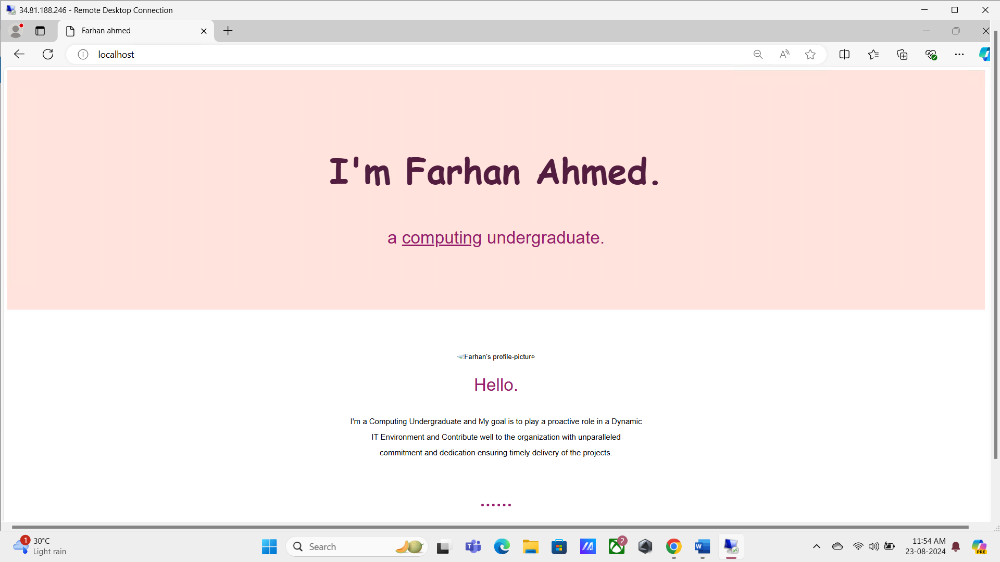 34.81.188.246 - Remote Desktop Connection
Farhan ahmed
localhost
I'm Farhan Ahmed.
a computing undergraduate.
Farhan's profile-picture
Hello.
I'm a Computing Undergraduate and My goal is to play a proactive role in a Dynamic
IT Environment and Contribute well to the organization with unparalleled
commitment and dedication ensuring timely delivery of the projects.
1
30°C
Light rain
Search
2
11:54 AM
23-08-2024
PRE